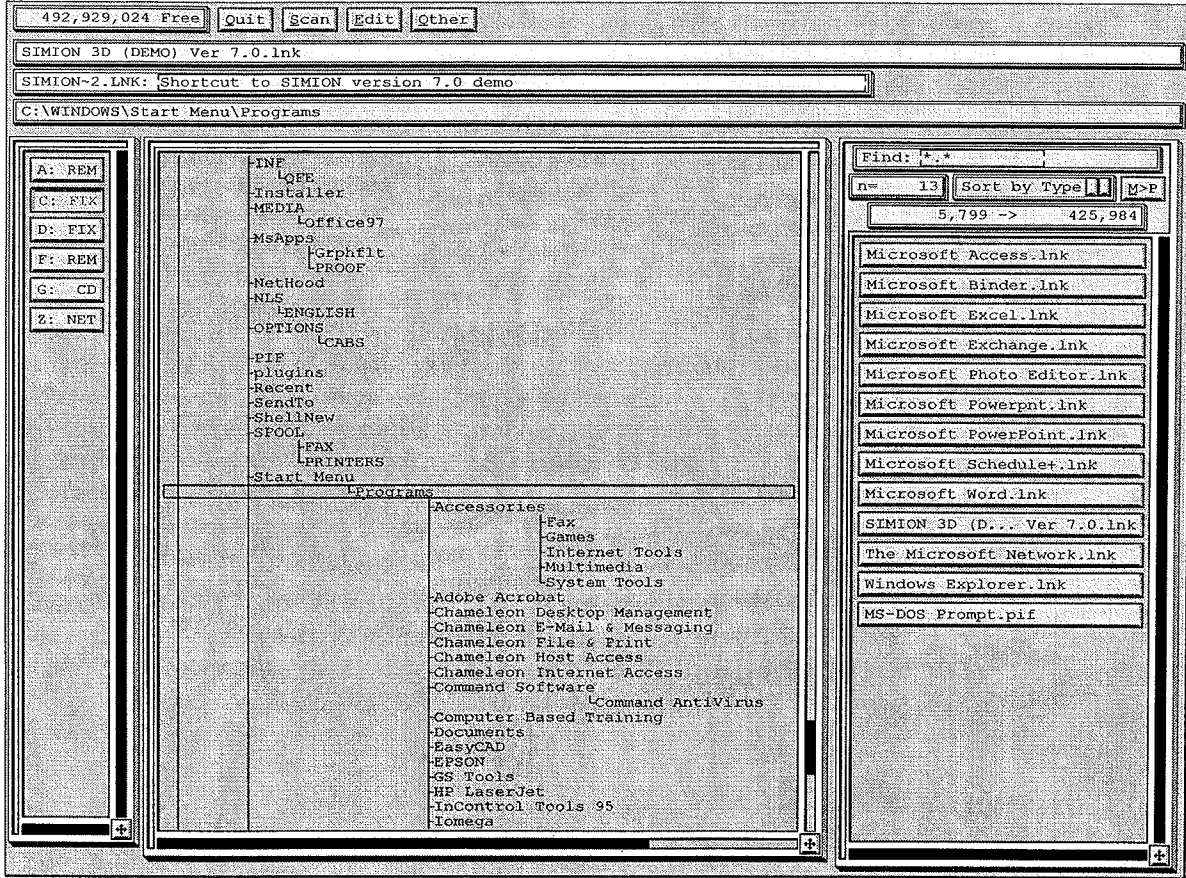 492,929,024 Free Quit Scan Edit Other
SIMION 3D (DEMO) Ver 7.0.lnk
SIMION~2.LNK: Shortcut to SIMION version 7.0 demo
C:\WINDOWS\Start Menu\Programs
A: REM
C: FIX
D: FIX
F: REM
G: CD
Z: NET
INF
QFE
Installer
MEDIA
Office97
MsApps
Grphflt
PROOF
NetHood
NLS
ENGLISH
OPTIONS
CABS
PIF
plugins
Recent
SendTo
ShellNew
SPOOL
FAX
PRINTERS
Start Menu
Programs
Accessories
Fax
Games
Internet Tools
Multimedia
System Tools
Adobe Acrobat
Chameleon Desktop Management
Chameleon E-Mail & Messaging
Chameleon File & Print
Chameleon Host Access
Chameleon Internet Access
Command Software
Command AntiVirus
Computer Based Training
Documents
EasyCAD
EPSON
GS Tools
HP LaserJet
InControl Tools 95
Iomega
Find: *.*
n= 13 Sort by Type M>P
5,799 -> 425,984
Microsoft Access.lnk
Microsoft Binder.lnk
Microsoft Excel.lnk
Microsoft Exchange.lnk
Microsoft Photo Editor.lnk
Microsoft Powerpnt.lnk
Microsoft PowerPoint.lnk
Microsoft Schedule+.lnk
Microsoft Word.lnk
SIMION 3D (D... Ver 7.0.lnk
The Microsoft Network.lnk
Windows Explorer.lnk
MS-DOS Prompt.pif